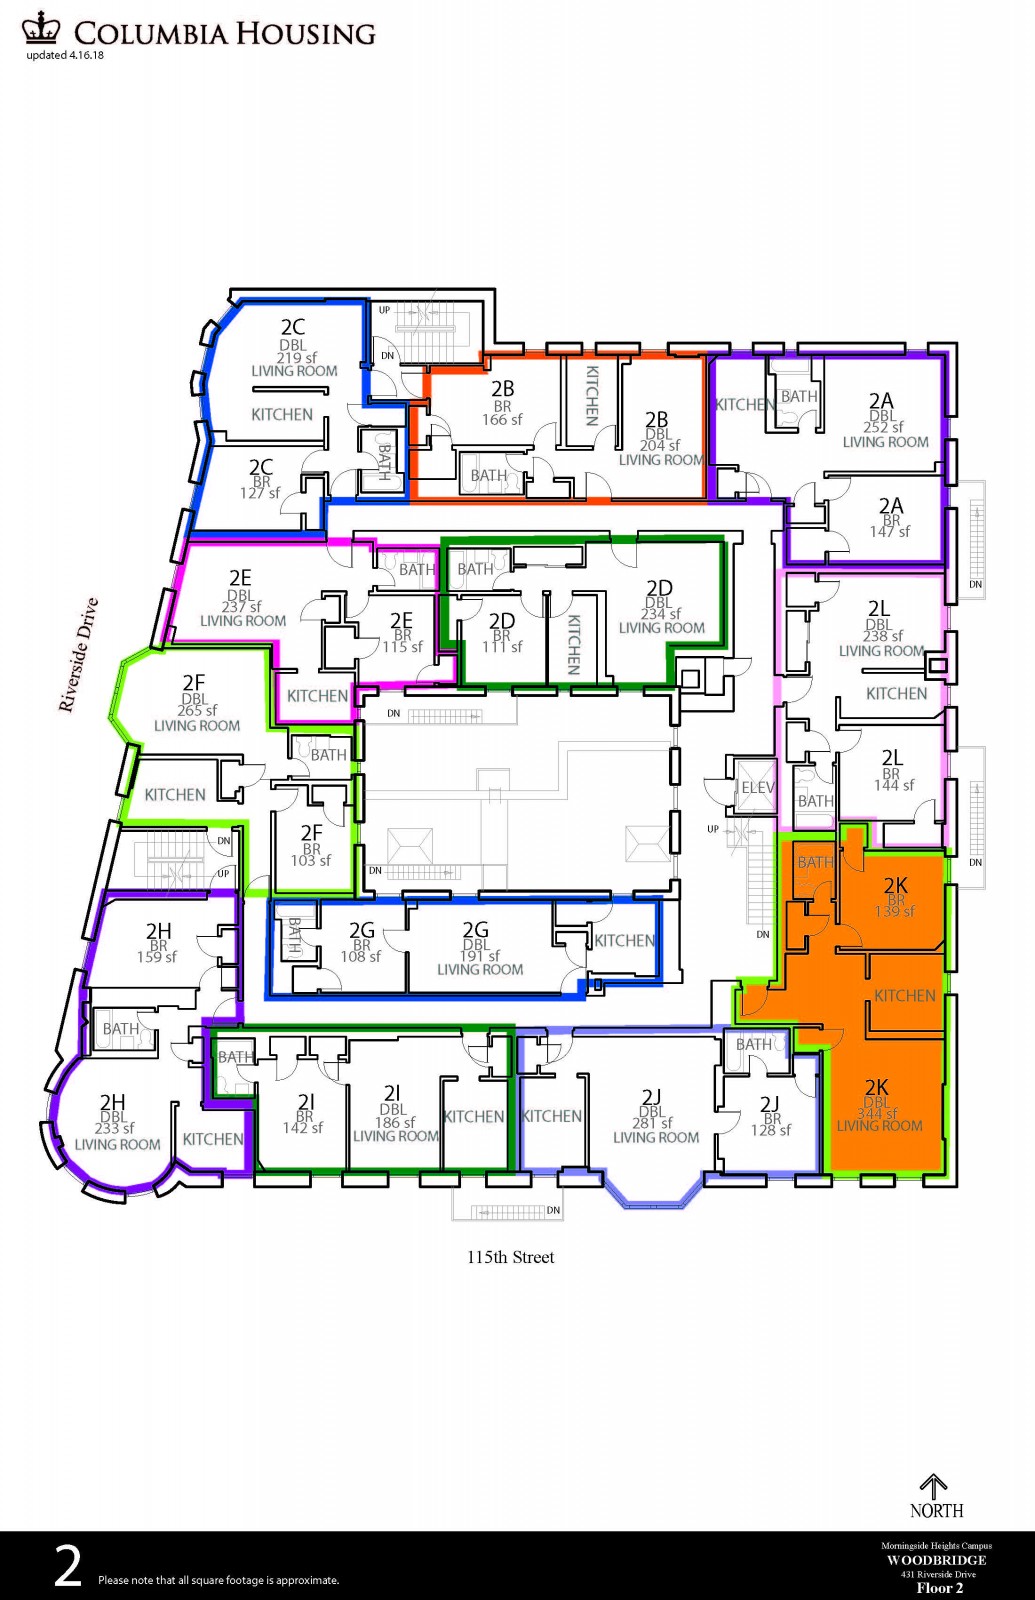 COLUMBIA HOUSING
updated 4.16.18
UP
DN
2C
DBL
219 sf
LIVING ROOM
KITCHEN
2C
BR
127 sf
BATH
2B
BR
166 sf
KITCHEN
2B
DBL
204 sf
LIVING ROOM
BATH
KITCHEN
BATH
2A
DBL
252 sf
LIVING ROOM
2A
BR
147 sf
DN
2E
DBL
237 sf
LIVING ROOM
BATH
2E
BR
115 sf
KITCHEN
BATH
2D
BR
111 sf
KITCHEN
2D
DBL
234 sf
LIVING ROOM
2L
DBL
238 sf
LIVING ROOM
KITCHEN
2L
BR
144 sf
BATH
Riverside Drive
2F
DBL
265 sf
LIVING ROOM
BATH
KITCHEN
2F
BR
103 sf
DN
DN
ELEV
UP
DN
DN
DN
UP
2H
BR
159 sf
BATH
2H
DBL
233 sf
LIVING ROOM
KITCHEN
BATH
2G
BR
108 sf
2G
DBL
191 sf
LIVING ROOM
KITCHEN
BATH
2K
BR
139 sf
KITCHEN
2K
DBL
344 sf
LIVING ROOM
BATH
2I
BR
142 sf
2I
DBL
186 sf
LIVING ROOM
KITCHEN
KITCHEN
2J
DBL
281 sf
LIVING ROOM
BATH
2J
BR
128 sf
DN
115th Street
NORTH
2
Please note that all square footage is approximate.
Morningside Heights Campus
WOODBRIDGE
431 Riverside Drive
Floor 2